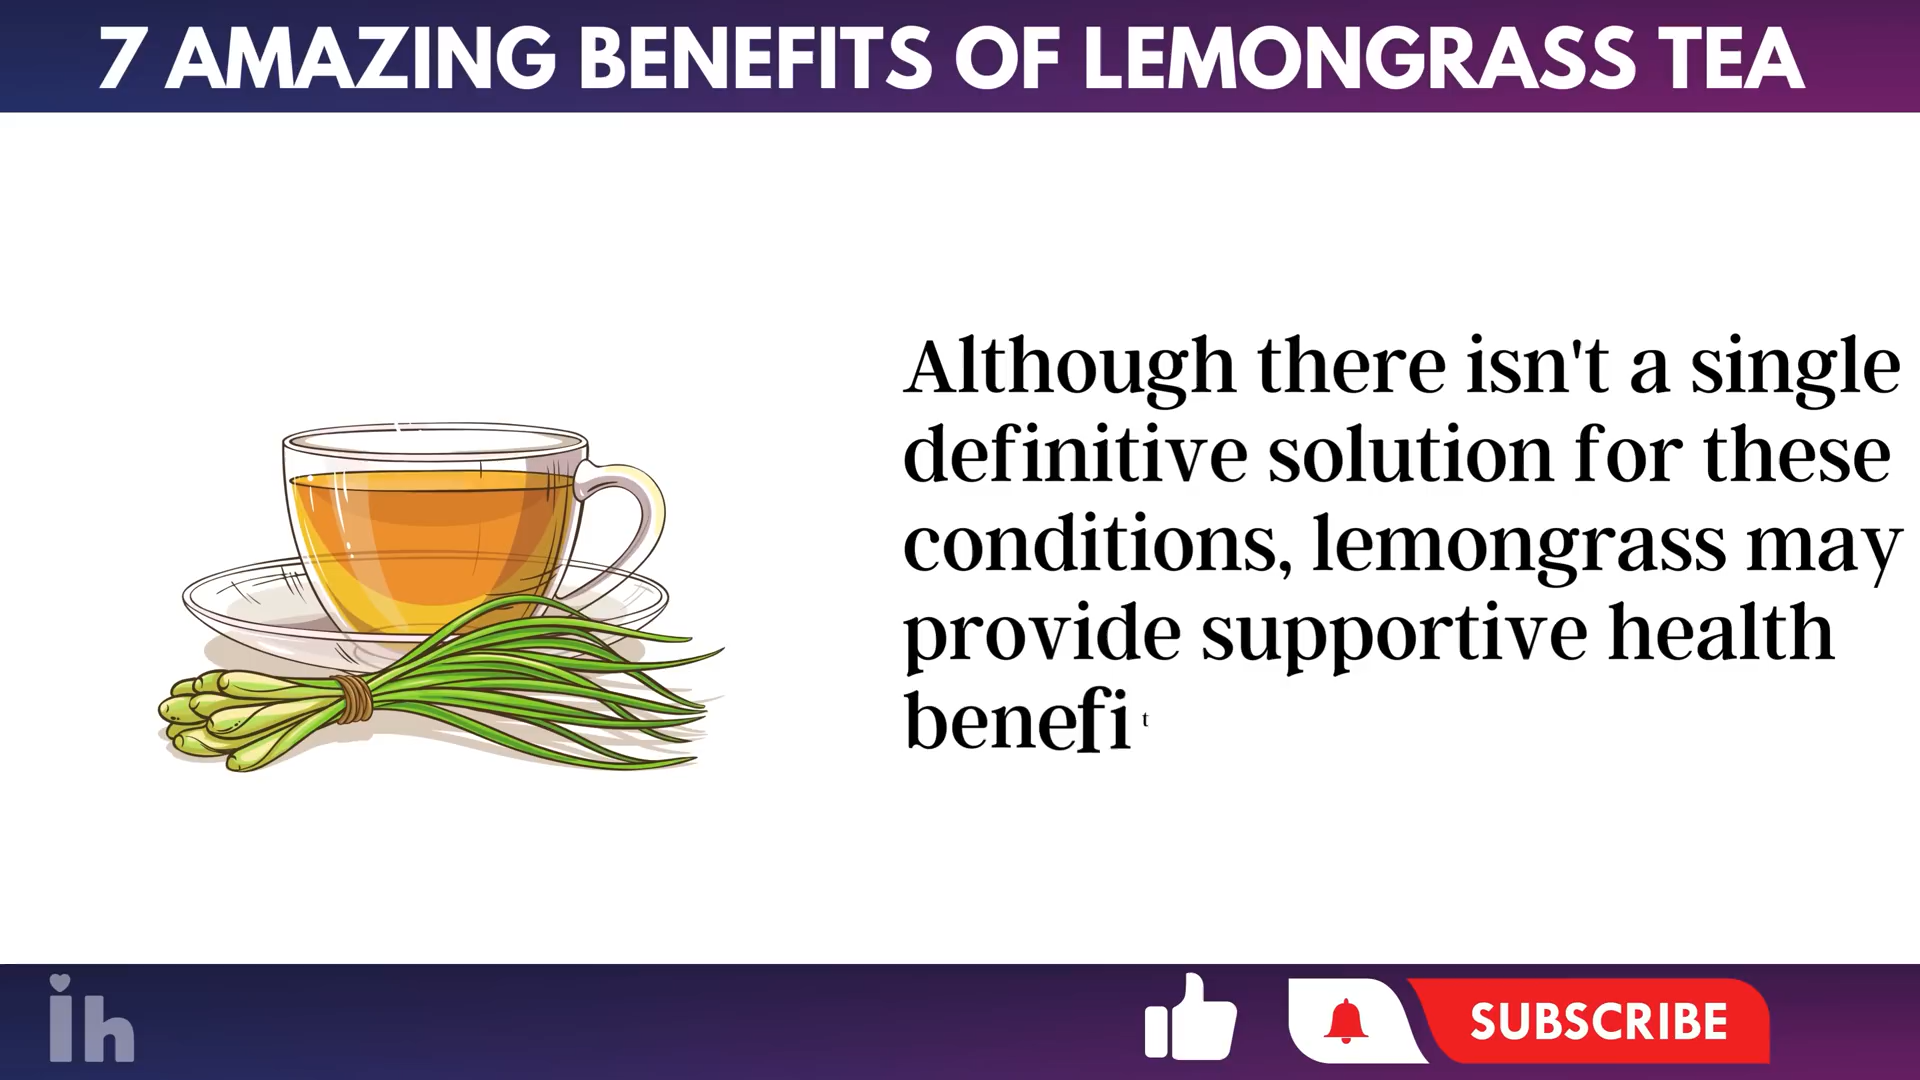 7 AMAZING BENEFITS OF LEMONGRASS TEA
Although there isn't a single
definitive solution for these
conditions, lemongrass may
provide supportive health
benefit
ih
SUBSCRIBE